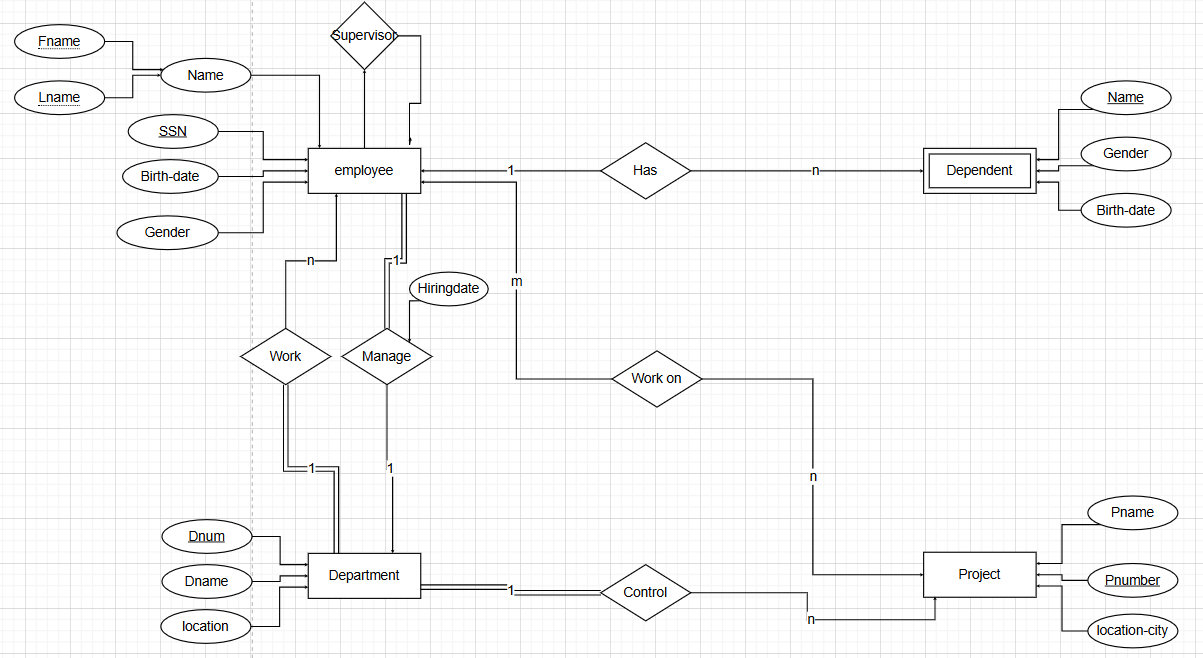 Supervisor
Fname
Name
Lname
SSN
Birth-date
Gender
employee
1
Has
n
Dependent
Name
Gender
Birth-date
n
1
Hiringdate
m
Work
Manage
Work on
1
1
n
Dnum
Dname
location
Department
1
Control
n
Project
Pname
Pnumber
location-city